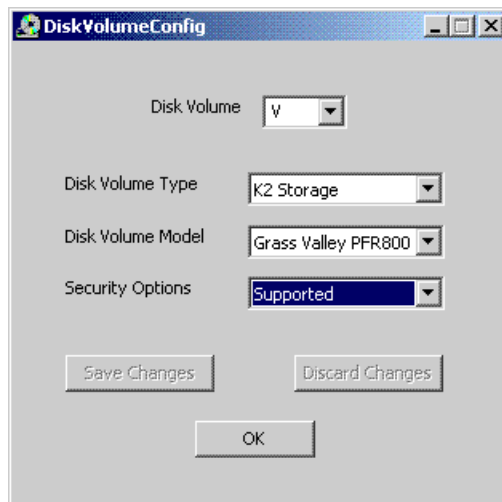 DiskVolumeConfig
Disk Volume V
Disk Volume Type K2 Storage
Disk Volume Model Grass Valley PFR800
Security Options Supported
Save Changes Discard Changes
OK